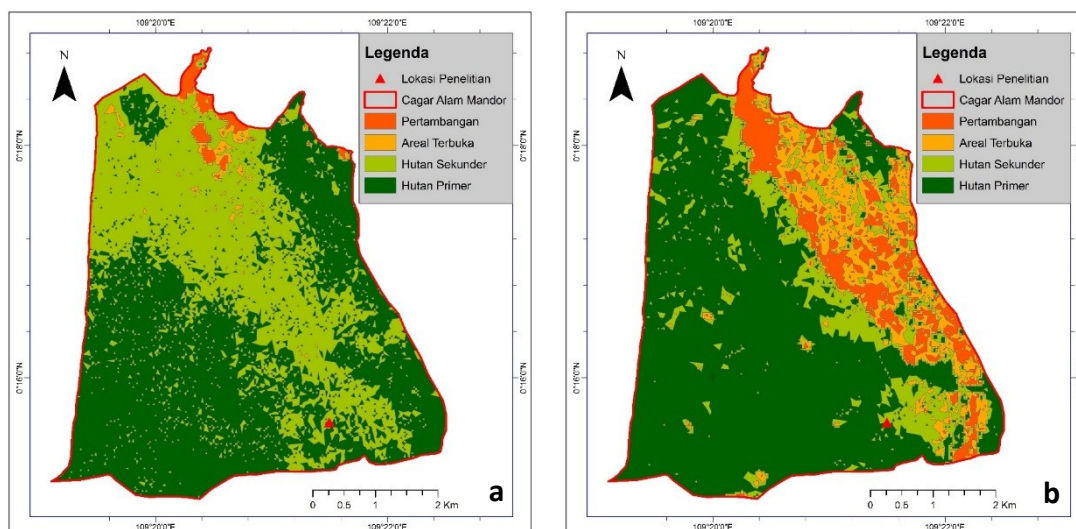 109°20'0"E 109°22'0"E
N
Legenda
Lokasi Penelitian
Cagar Alam Mandor
Pertambangan
Areal Terbuka
Hutan Sekunder
Hutan Primer
0°18'0"N
0°16'0"N
0 0.5 1 2 Km
a
109°20'0"E 109°22'0"E
109°20'0"E 109°22'0"E
N
Legenda
Lokasi Penelitian
Cagar Alam Mandor
Pertambangan
Areal Terbuka
Hutan Sekunder
Hutan Primer
0°18'0"N
0°16'0"N
0 0.5 1 2 Km
b
109°20'0"E 109°22'0"E